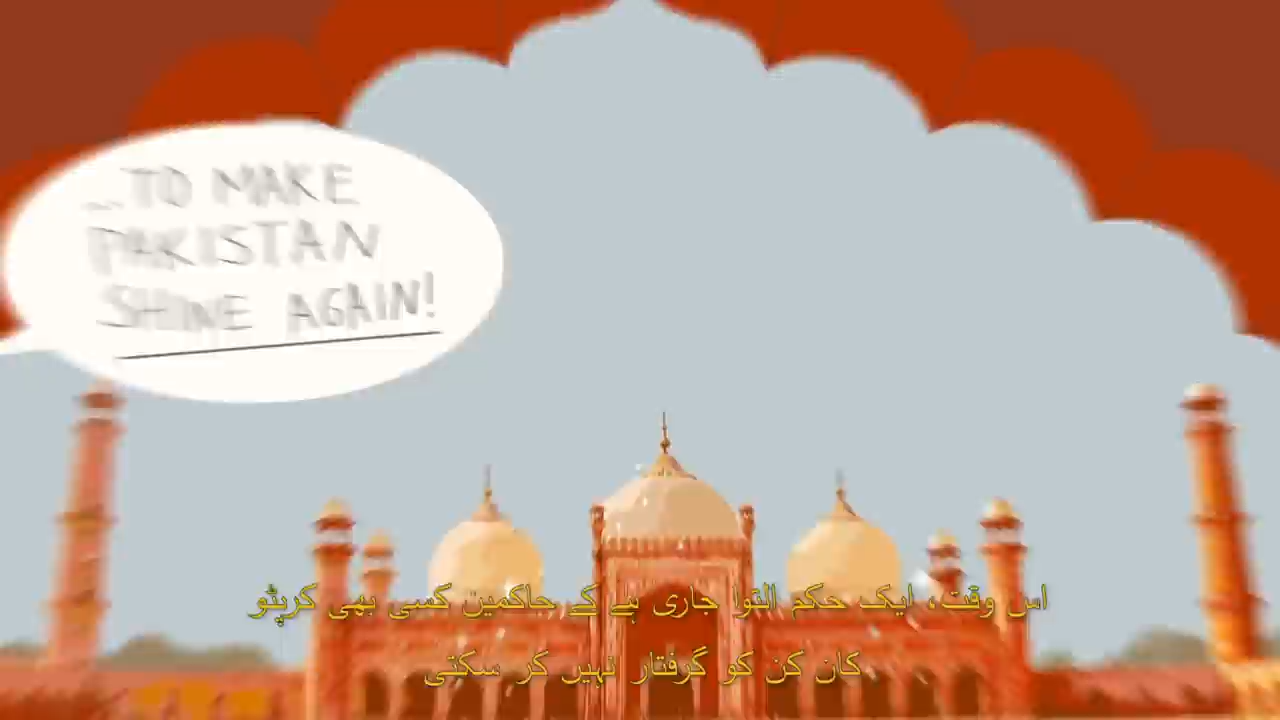 ...TO MAKE
PAKISTAN
SHINE AGAIN!
اس وقت، ایک حکم التوا جاری ہے کے حاکمین کسی بھی کرپٹو
کان کن کو گرفتار نہیں کر سکتی